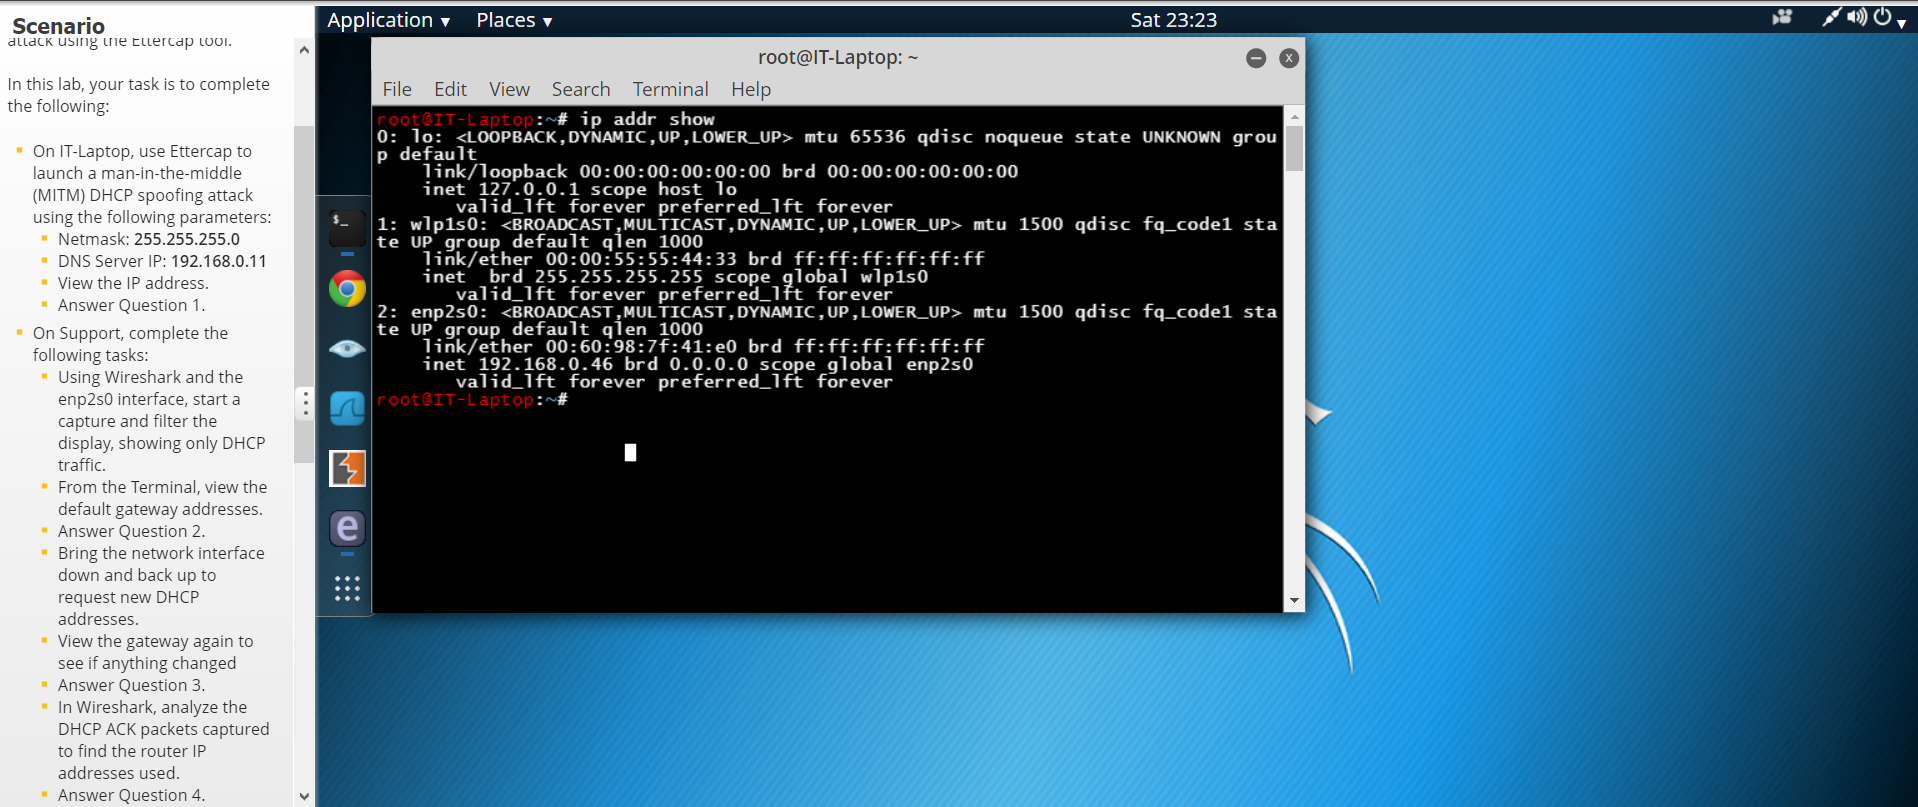 Scenario
attack using the Ettercap tool.
In this lab, your task is to complete
the following:
On IT-Laptop, use Ettercap to
launch a man-in-the-middle
(MITM) DHCP spoofing attack
using the following parameters:
Netmask: 255.255.255.0
DNS Server IP: 192.168.0.11
View the IP address.
Answer Question 1.
On Support, complete the
following tasks:
Using Wireshark and the
enp2s0 interface, start a
capture and filter the
display, showing only DHCP
traffic.
From the Terminal, view the
default gateway addresses.
Answer Question 2.
Bring the network interface
down and back up to
request new DHCP
addresses.
View the gateway again to
see if anything changed
Answer Question 3.
In Wireshark, analyze the
DHCP ACK packets captured
to find the router IP
addresses used.
Answer Question 4.
Application ▾ Places ▾ Sat 23:23
root@IT-Laptop: ~
File Edit View Search Terminal Help
root@IT-Laptop:~# ip addr show
0: lo: <LOOPBACK,DYNAMIC,UP,LOWER_UP> mtu 65536 qdisc noqueue state UNKNOWN grou
p default
link/loopback 00:00:00:00:00:00 brd 00:00:00:00:00:00
inet 127.0.0.1 scope host lo
valid_lft forever preferred_lft forever
1: wlp1s0: <BROADCAST,MULTICAST,DYNAMIC,UP,LOWER_UP> mtu 1500 qdisc fq_code1 sta
te UP group default qlen 1000
link/ether 00:00:55:55:44:33 brd ff:ff:ff:ff:ff:ff
inet  brd 255.255.255.255 scope global wlp1s0
valid_lft forever preferred_lft forever
2: enp2s0: <BROADCAST,MULTICAST,DYNAMIC,UP,LOWER_UP> mtu 1500 qdisc fq_code1 sta
te UP group default qlen 1000
link/ether 00:60:98:7f:41:e0 brd ff:ff:ff:ff:ff:ff
inet 192.168.0.46 brd 0.0.0.0 scope global enp2s0
valid_lft forever preferred_lft forever
root@IT-Laptop:~#
$_
e